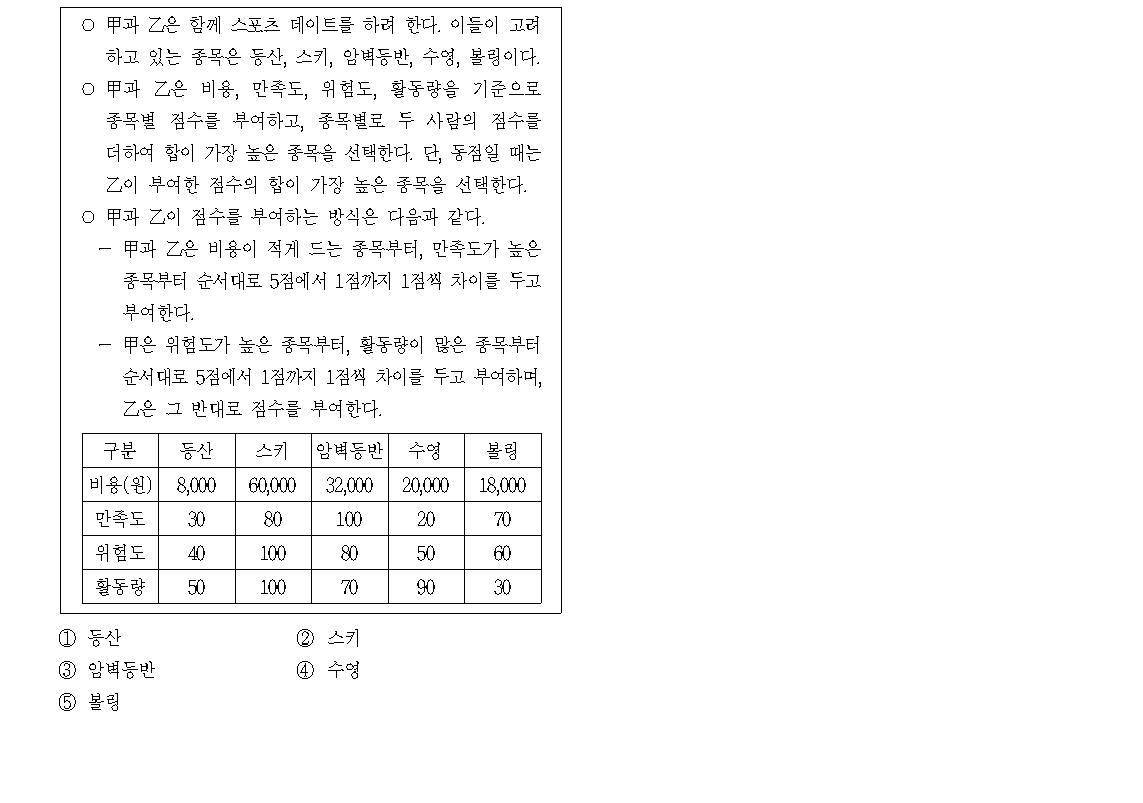 ○ 甲과 乙은 함께 스포츠 데이트를 하려 한다. 이들이 고려
하고 있는 종목은 등산, 스키, 암벽등반, 수영, 볼링이다.
○ 甲과 乙은 비용, 만족도, 위험도, 활동량을 기준으로
종목별 점수를 부여하고, 종목별로 두 사람의 점수를
더하여 합이 가장 높은 종목을 선택한다. 단, 동점일 때는
乙이 부여한 점수의 합이 가장 높은 종목을 선택한다.
○ 甲과 乙이 점수를 부여하는 방식은 다음과 같다.
－ 甲과 乙은 비용이 적게 드는 종목부터, 만족도가 높은
종목부터 순서대로 5점에서 1점까지 1점씩 차이를 두고
부여한다.
－ 甲은 위험도가 높은 종목부터, 활동량이 많은 종목부터
순서대로 5점에서 1점까지 1점씩 차이를 두고 부여하며,
乙은 그 반대로 점수를 부여한다.
구분 등산 스키 암벽등반 수영 볼링
비용(원) 8,000 60,000 32,000 20,000 18,000
만족도 30 80 100 20 70
위험도 40 100 80 50 60
활동량 50 100 70 90 30
① 등산 ② 스키
③ 암벽등반 ④ 수영
⑤ 볼링